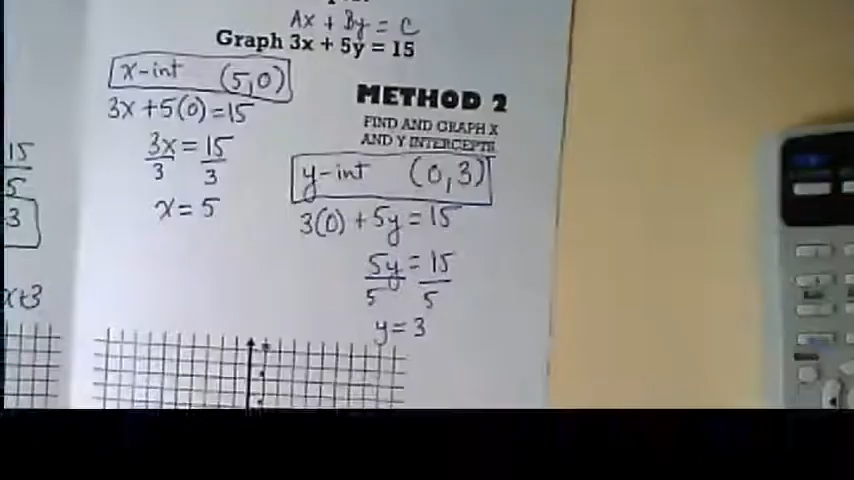 Ax + By = C
Graph 3x + 5y = 15
x-int (5,0)
3x + 5(0) = 15
3x = 15
3 3
x = 5
METHOD 2
FIND AND GRAPH X
AND Y INTERCEPTS
y-int (0,3)
3(0) + 5y = 15
5y = 15
5 5
y = 3
15
5
3
x+3